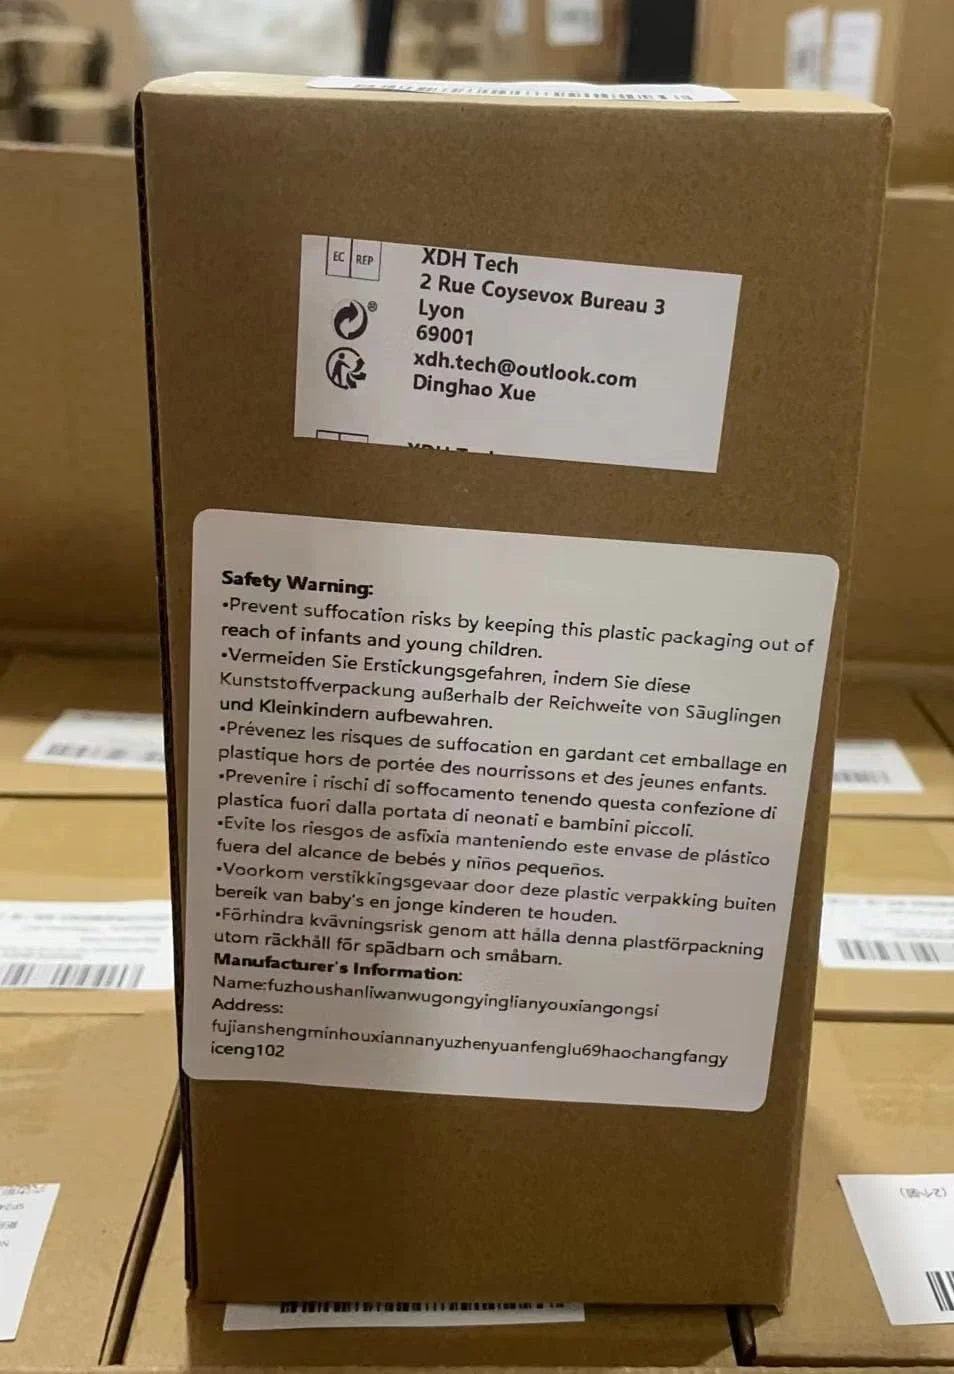 EC REP
XDH Tech
2 Rue Coysevox Bureau 3
Lyon
69001
xdh.tech@outlook.com
Dinghao Xue
Safety Warning:
•Prevent suffocation risks by keeping this plastic packaging out of
reach of infants and young children.
•Vermeiden Sie Erstickungsgefahren, indem Sie diese
Kunststoffverpackung außerhalb der Reichweite von Säuglingen
und Kleinkindern aufbewahren.
•Prévenez les risques de suffocation en gardant cet emballage en
plastique hors de portée des nourrissons et des jeunes enfants.
•Prevenire i rischi di soffocamento tenendo questa confezione di
plastica fuori dalla portata di neonati e bambini piccoli.
•Evite los riesgos de asfixia manteniendo este envase de plástico
fuera del alcance de bebés y niños pequeños.
•Voorkom verstikkingsgevaar door deze plastic verpakking buiten
bereik van baby's en jonge kinderen te houden.
•Förhindra kvävningsrisk genom att hålla denna plastförpackning
utom räckhåll för spädbarn och småbarn.
Manufacturer's Information:
Name:fuzhoushanliwanwugongyinglianyouxiangongsi
Address:
fujianshengminhouxiannanyuzhenyuanfenglu69haochangfangy
iceng102